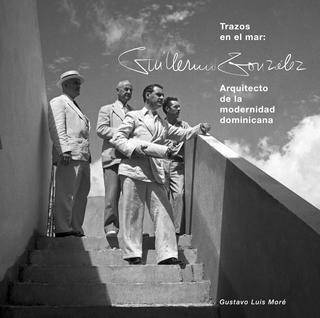 Trazos
en el mar:
Guillermo González
Arquitecto
de la
modernidad
dominicana
Gustavo Luis Moré